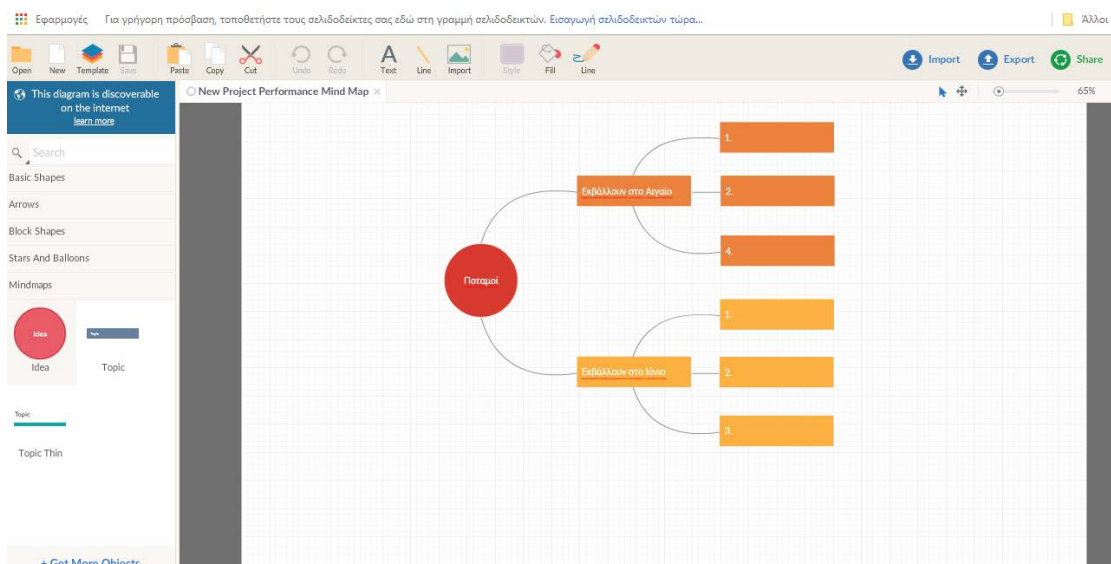 Εφαρμογές Για γρήγορη πρόσβαση, τοποθετήστε τους σελιδοδείκτες σας εδώ στη γραμμή σελιδοδεικτών. Εισαγωγή σελιδοδεικτών τώρα... Άλλοι
Open New Template Save Paste Copy Cut Undo Redo Text Line Import Style Fill Line Import Export Share
This diagram is discoverable
on the internet
learn more
New Project Performance Mind Map × 65%
Search
Basic Shapes
Arrows
Block Shapes
Stars And Balloons
Mindmaps
Idea
Topic
Idea
Topic
Topic
Topic Thin
+ Get More Objects
Ποταμοί
Εκβάλλουν στο Αιγαίο
1.
2.
4.
Εκβάλλουν στο Ιόνιο
1.
2.
3.